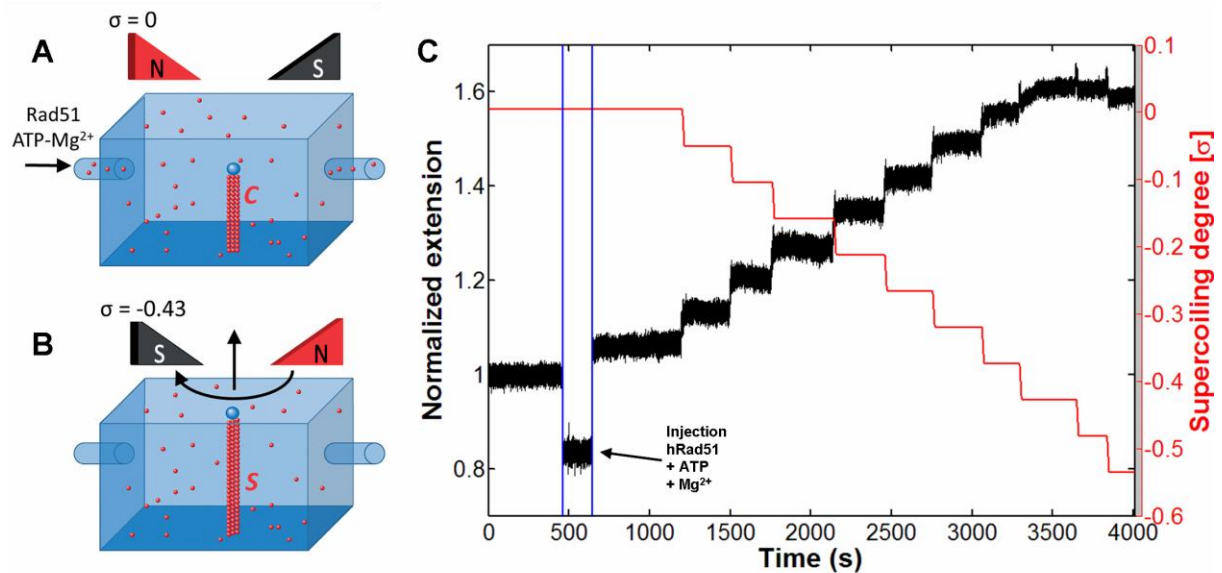 A
σ = 0
N
S
Rad51
ATP-Mg²⁺
C
B
σ = -0.43
S
N
S
C
Normalized extension
1.6
1.4
1.2
1
0.8
Injection
hRad51
+ ATP
+ Mg²⁺
0 500 1000 1500 2000 2500 3000 3500 4000
Time (s)
0.1
0
-0.1
-0.2
-0.3
-0.4
-0.5
-0.6
Supercoiling degree [σ]